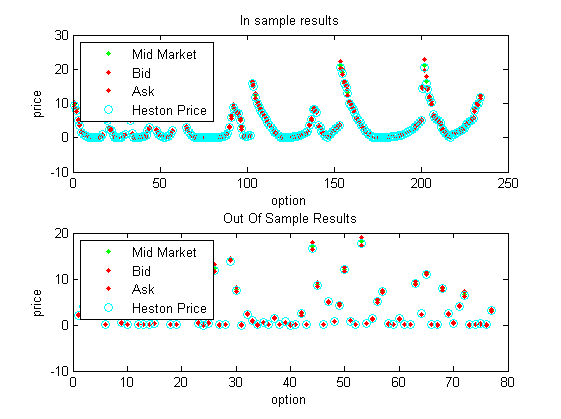 In sample results
30
20
10
0
-10
price
Mid Market
Bid
Ask
Heston Price
0 50 100 150 200 250
option
Out Of Sample Results
20
10
0
-10
price
Mid Market
Bid
Ask
Heston Price
0 10 20 30 40 50 60 70 80
option